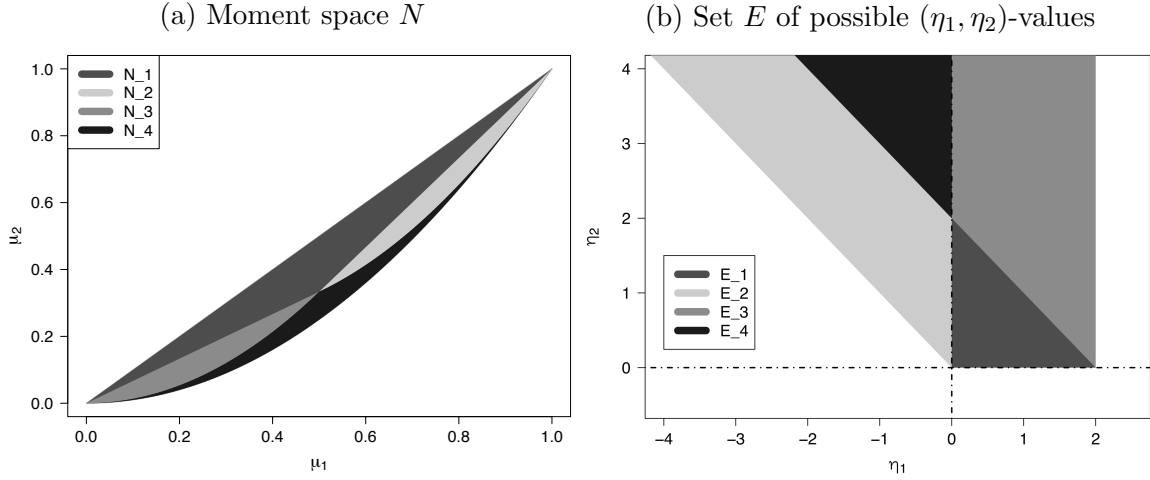 (a) Moment space N
(b) Set E of possible (η1, η2)-values
N_1
N_2
N_3
N_4
1.0
0.8
0.6
0.4
0.2
0.0
μ2
0.0 0.2 0.4 0.6 0.8 1.0
μ1
4
3
2
1
0
η2
E_1
E_2
E_3
E_4
−4 −3 −2 −1 0 1 2
η1